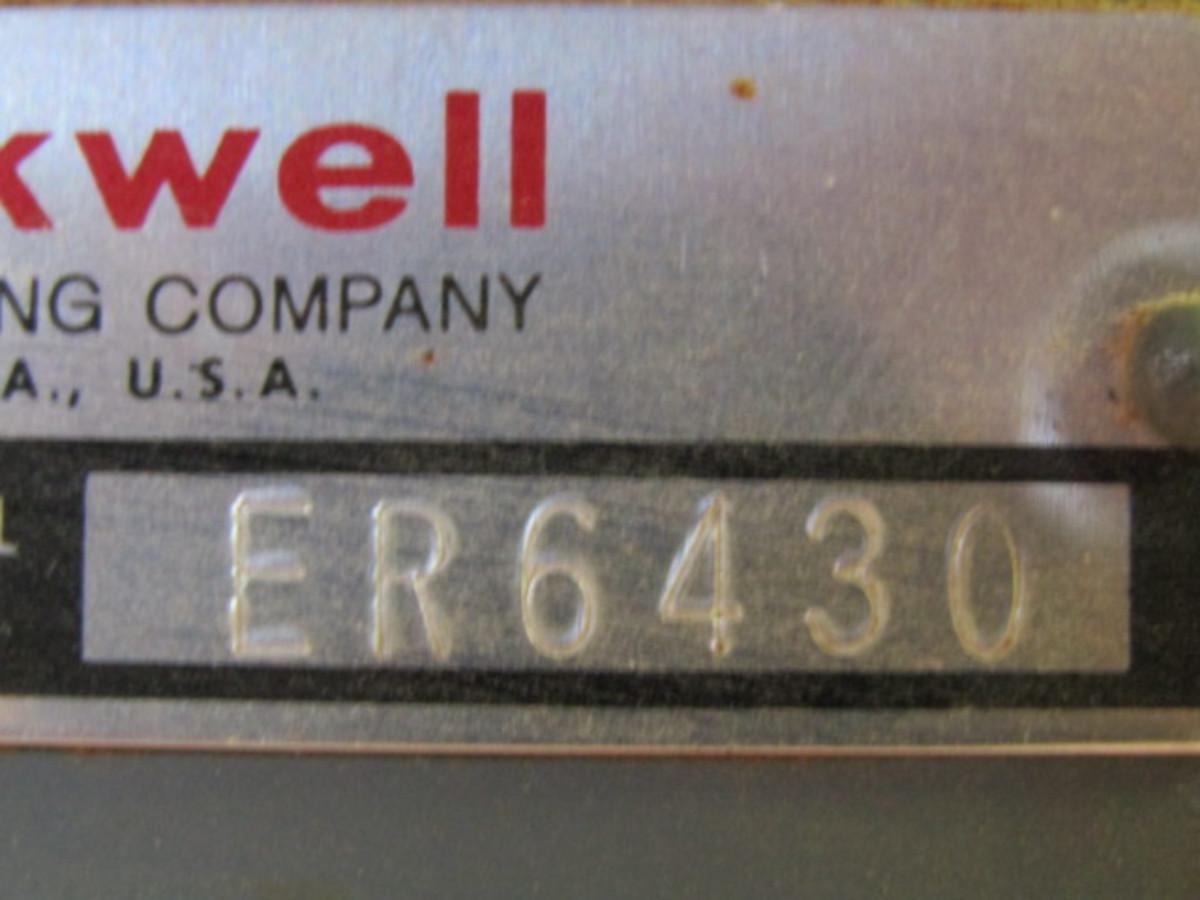 kwell
NG COMPANY
A., U.S.A.
ER6430